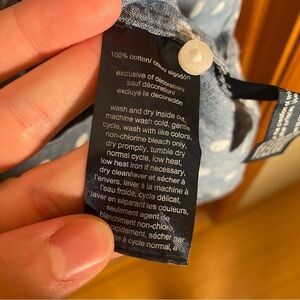 100% cotton/ coton/ algodón
exclusive of decoration/
sauf décoration/
excluye la decoración
wash and dry inside out,
machine wash cold, gentle
cycle, wash with like colors,
non-chlorine bleach only,
dry promptly, tumble dry
normal cycle, low heat,
low heat iron if necessary,
dry clean/laver et sécher à
l'envers, laver à la machine à
l'eau froide, cycle délicat,
laver en séparant les couleurs,
seulement agent de
blanchiment non-chloré,
rapidement, sécher par
à cycle normal, à